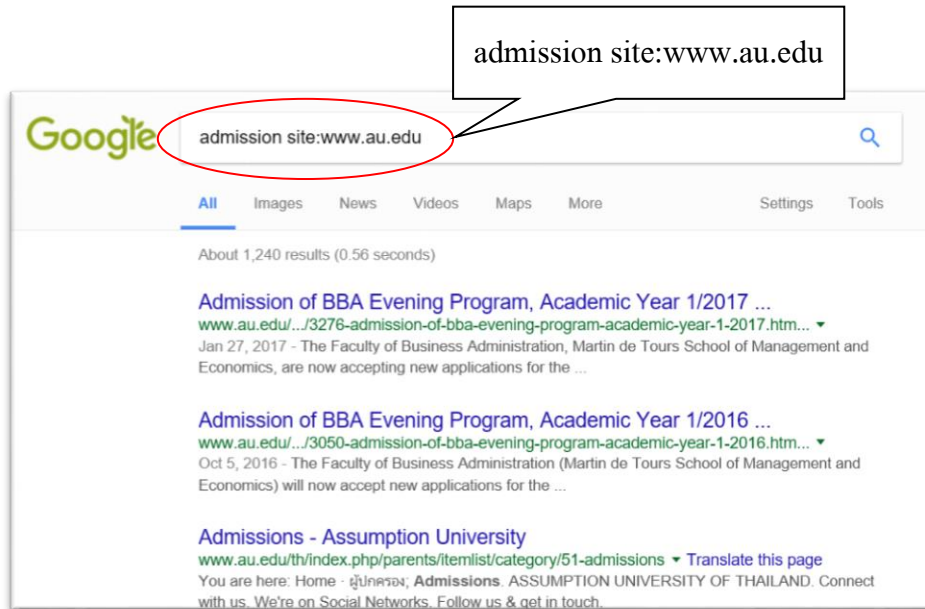 admission site:www.au.edu
Google
admission site:www.au.edu
All Images News Videos Maps More Settings Tools
About 1,240 results (0.56 seconds)
Admission of BBA Evening Program, Academic Year 1/2017 ...
www.au.edu/.../3276-admission-of-bba-evening-program-academic-year-1-2017.htm...
Jan 27, 2017 - The Faculty of Business Administration, Martin de Tours School of Management and
Economics, are now accepting new applications for the ...
Admission of BBA Evening Program, Academic Year 1/2016 ...
www.au.edu/.../3050-admission-of-bba-evening-program-academic-year-1-2016.htm...
Oct 5, 2016 - The Faculty of Business Administration (Martin de Tours School of Management and
Economics) will now accept new applications for the ...
Admissions - Assumption University
www.au.edu/th/index.php/parents/itemlist/category/51-admissions Translate this page
You are here: Home · ผู้ปกครอง; Admissions. ASSUMPTION UNIVERSITY OF THAILAND. Connect
with us. We're on Social Networks. Follow us & get in touch.